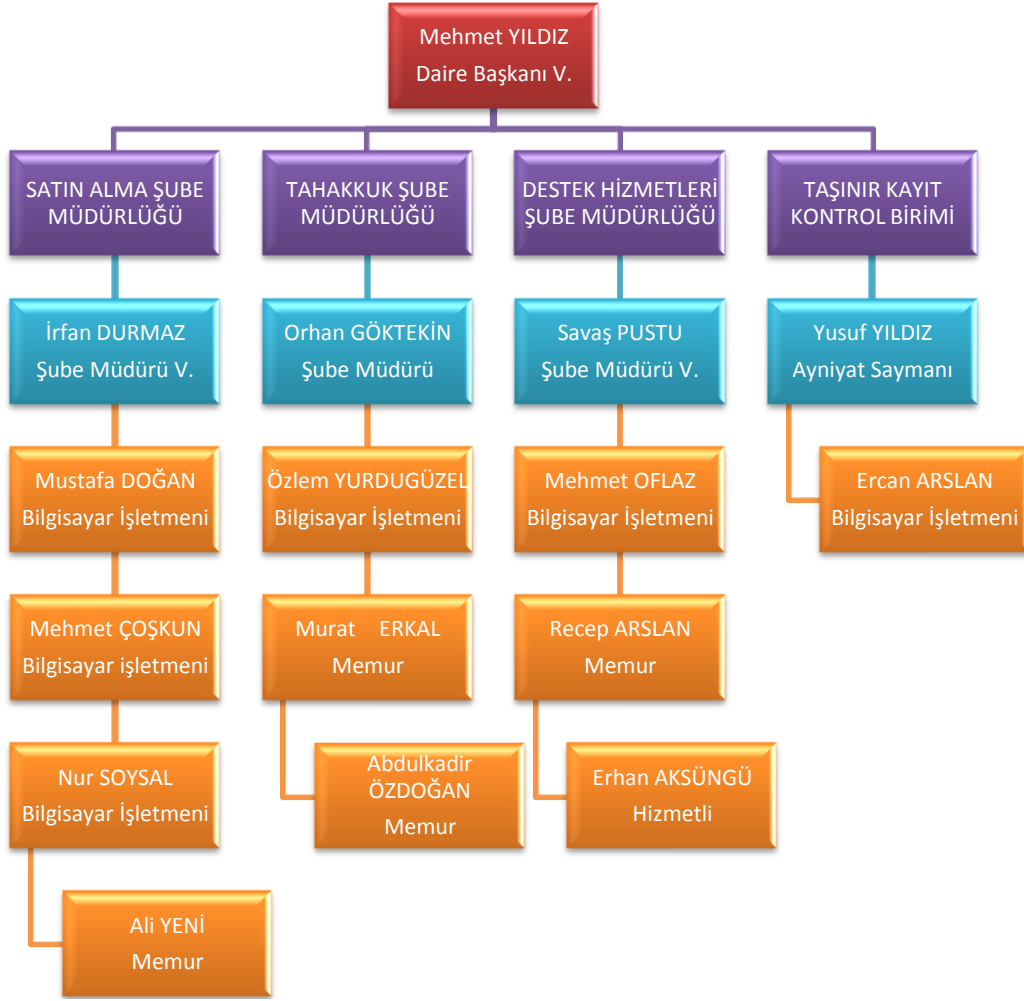 Mehmet YILDIZ
Daire Başkanı V.
SATIN ALMA ŞUBE
MÜDÜRLÜĞÜ
TAHAKKUK ŞUBE
MÜDÜRLÜĞÜ
DESTEK HİZMETLERİ
ŞUBE MÜDÜRLÜĞÜ
TAŞINIR KAYIT
KONTROL BİRİMİ
İrfan DURMAZ
Şube Müdürü V.
Orhan GÖKTEKİN
Şube Müdürü
Savaş PUSTU
Şube Müdürü V.
Yusuf YILDIZ
Ayniyat Saymanı
Mustafa DOĞAN
Bilgisayar İşletmeni
Özlem YURDUGÜZEL
Bilgisayar İşletmeni
Mehmet OFLAZ
Bilgisayar İşletmeni
Ercan ARSLAN
Bilgisayar İşletmeni
Mehmet ÇOŞKUN
Bilgisayar işletmeni
Murat ERKAL
Memur
Recep ARSLAN
Memur
Nur SOYSAL
Bilgisayar İşletmeni
Abdulkadir
ÖZDOĞAN
Memur
Erhan AKSÜNGÜ
Hizmetli
Ali YENİ
Memur